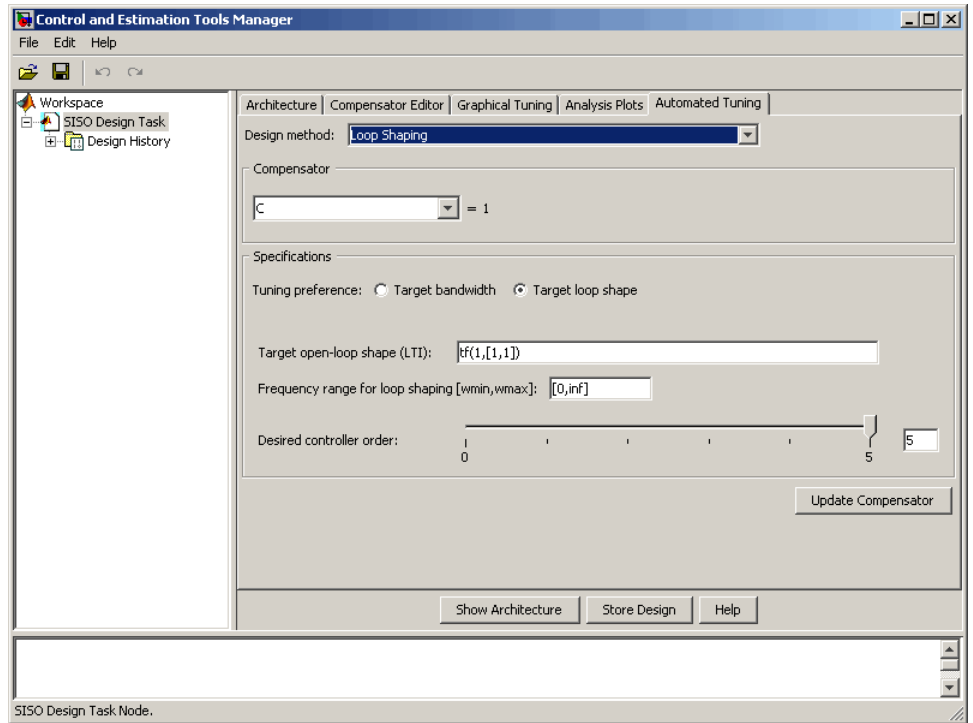 Control and Estimation Tools Manager
File Edit Help
Workspace
SISO Design Task
Design History
Architecture Compensator Editor Graphical Tuning Analysis Plots Automated Tuning
Design method: Loop Shaping
Compensator
C = 1
Specifications
Tuning preference: Target bandwidth Target loop shape
Target open-loop shape (LTI): tf(1,[1,1])
Frequency range for loop shaping [wmin,wmax]: [0,inf]
Desired controller order: 5
0 5
Update Compensator
Show Architecture Store Design Help
SISO Design Task Node.